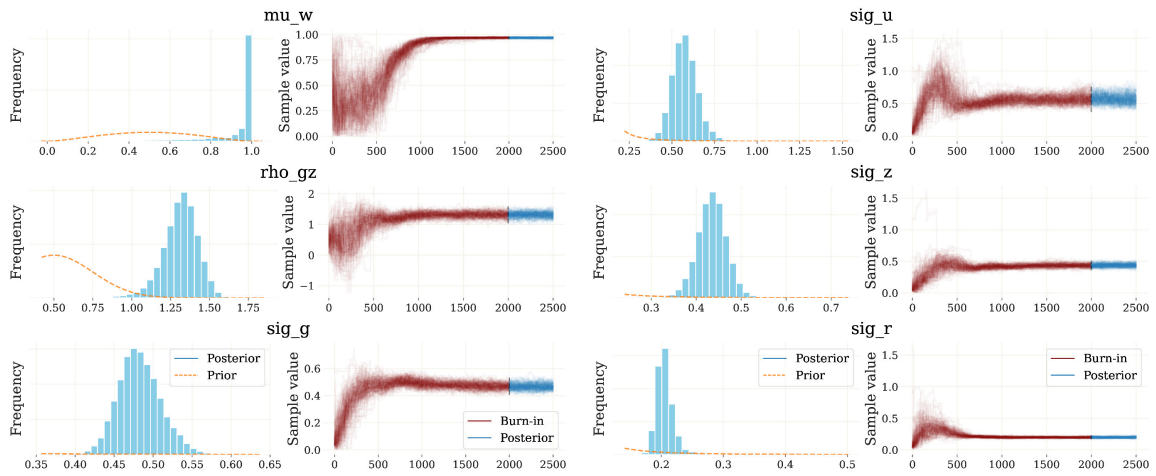 mu_w
Frequency
0.0 0.2 0.4 0.6 0.8 1.0
Sample value
1.00
0.75
0.50
0.25
0.00
0 500 1000 1500 2000 2500
sig_u
Frequency
0.25 0.50 0.75 1.00 1.25 1.50
Sample value
1.5
1.0
0.5
0.0
0 500 1000 1500 2000 2500
rho_gz
Frequency
0.50 0.75 1.00 1.25 1.50 1.75
Sample value
2
1
0
−1
0 500 1000 1500 2000 2500
sig_z
Frequency
0.3 0.4 0.5 0.6 0.7
Sample value
1.5
1.0
0.5
0.0
0 500 1000 1500 2000 2500
sig_g
Frequency
Posterior
Prior
0.35 0.40 0.45 0.50 0.55 0.60 0.65
Sample value
0.6
0.4
0.2
0.0
Burn-in
Posterior
0 500 1000 1500 2000 2500
sig_r
Frequency
Posterior
Prior
0.2 0.3 0.4 0.5
Sample value
1.5
1.0
0.5
0.0
Burn-in
Posterior
0 500 1000 1500 2000 2500